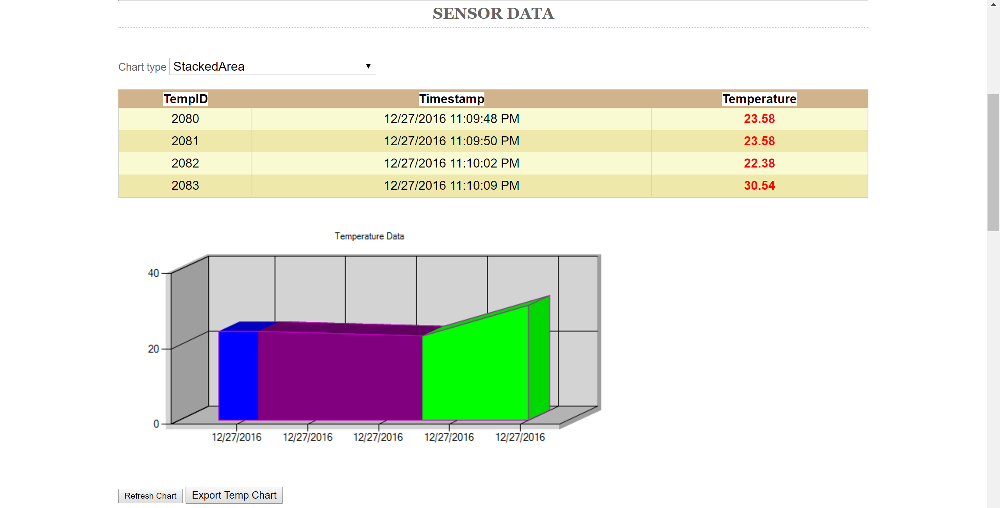 SENSOR DATA
Chart type StackedArea
TempID Timestamp Temperature
2080 12/27/2016 11:09:48 PM 23.58
2081 12/27/2016 11:09:50 PM 23.58
2082 12/27/2016 11:10:02 PM 22.38
2083 12/27/2016 11:10:09 PM 30.54
Temperature Data
40
20
0
12/27/2016 12/27/2016 12/27/2016 12/27/2016 12/27/2016
Refresh Chart Export Temp Chart